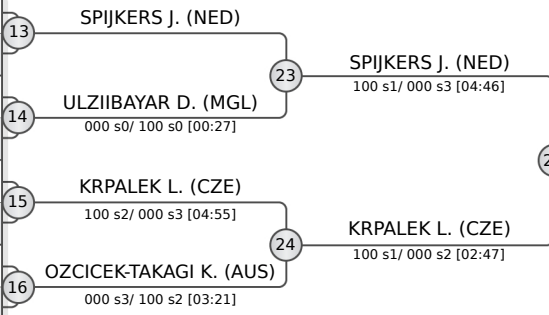 13
SPIJKERS J. (NED)
23
SPIJKERS J. (NED)
100 s1/ 000 s3 [04:46]
14
ULZIIBAYAR D. (MGL)
000 s0/ 100 s0 [00:27]
15
KRPALEK L. (CZE)
100 s2/ 000 s3 [04:55]
24
KRPALEK L. (CZE)
100 s1/ 000 s2 [02:47]
16
OZCICEK-TAKAGI K. (AUS)
000 s3/ 100 s2 [03:21]